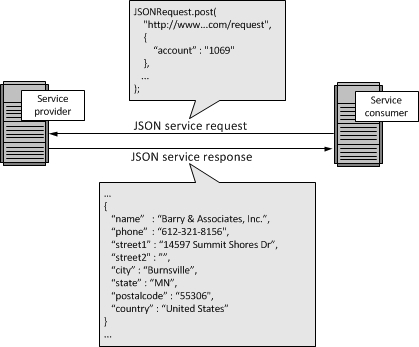 JSONRequest.post(
"http://www...com/request",
{
“account” : "1069”
},
...
);
Service
provider
Service
consumer
JSON service request
JSON service response
...
{
“name” : “Barry & Associates, Inc.”,
“phone” : “612-321-8156”,
“street1” : “14597 Summit Shores Dr”,
“street2” : “”,
“city” : “Burnsville”,
“state” : “MN”,
“postalcode” : “55306”,
“country” : “United States”
}
...